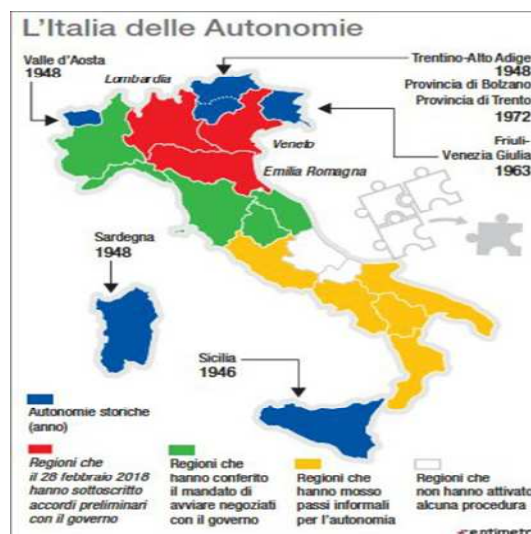 L'Italia delle Autonomie
Valle d'Aosta
1948
Lombardia
Trentino-Alto Adige
1948
Provincia di Bolzano
Provincia di Trento
1972
Friuli-
Venezia Giulia
1963
Veneto
Emilia Romagna
Sardegna
1948
Sicilia
1946
Autonomie storiche
(anno)
Regioni che
il 28 febbraio 2018
hanno sottoscritto
accordi preliminari
con il governo
Regioni che
hanno conferito
il mandato di
avviare negoziati
con il governo
Regioni che
hanno mosso
passi informali
per l'autonomia
Regioni che
non hanno attivato
alcuna procedura